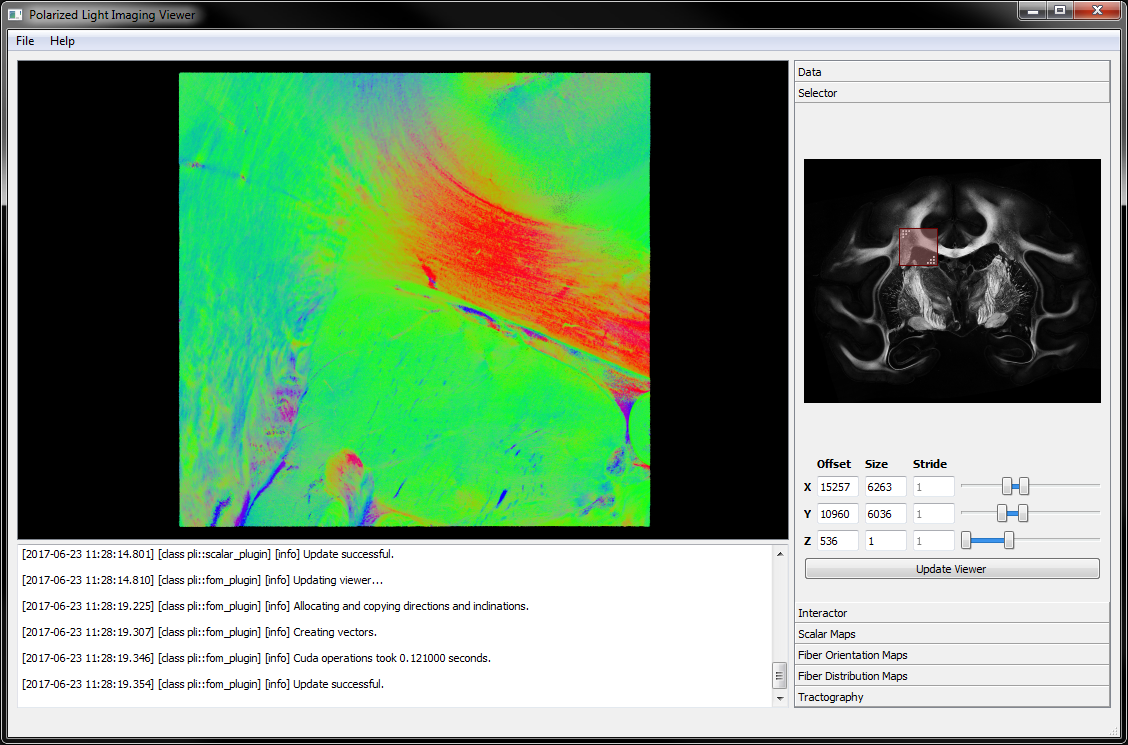 Polarized Light Imaging Viewer
File Help
Data
Selector
Offset Size Stride
X 15257 6263 1
Y 10960 6036 1
Z 536 1 1
Update Viewer
Interactor
Scalar Maps
Fiber Orientation Maps
Fiber Distribution Maps
Tractography
[2017-06-23 11:28:14.801] [class pli::scalar_plugin] [info] Update successful.
[2017-06-23 11:28:14.810] [class pli::fom_plugin] [info] Updating viewer...
[2017-06-23 11:28:19.225] [class pli::fom_plugin] [info] Allocating and copying directions and inclinations.
[2017-06-23 11:28:19.307] [class pli::fom_plugin] [info] Creating vectors.
[2017-06-23 11:28:19.346] [class pli::fom_plugin] [info] Cuda operations took 0.121000 seconds.
[2017-06-23 11:28:19.354] [class pli::fom_plugin] [info] Update successful.